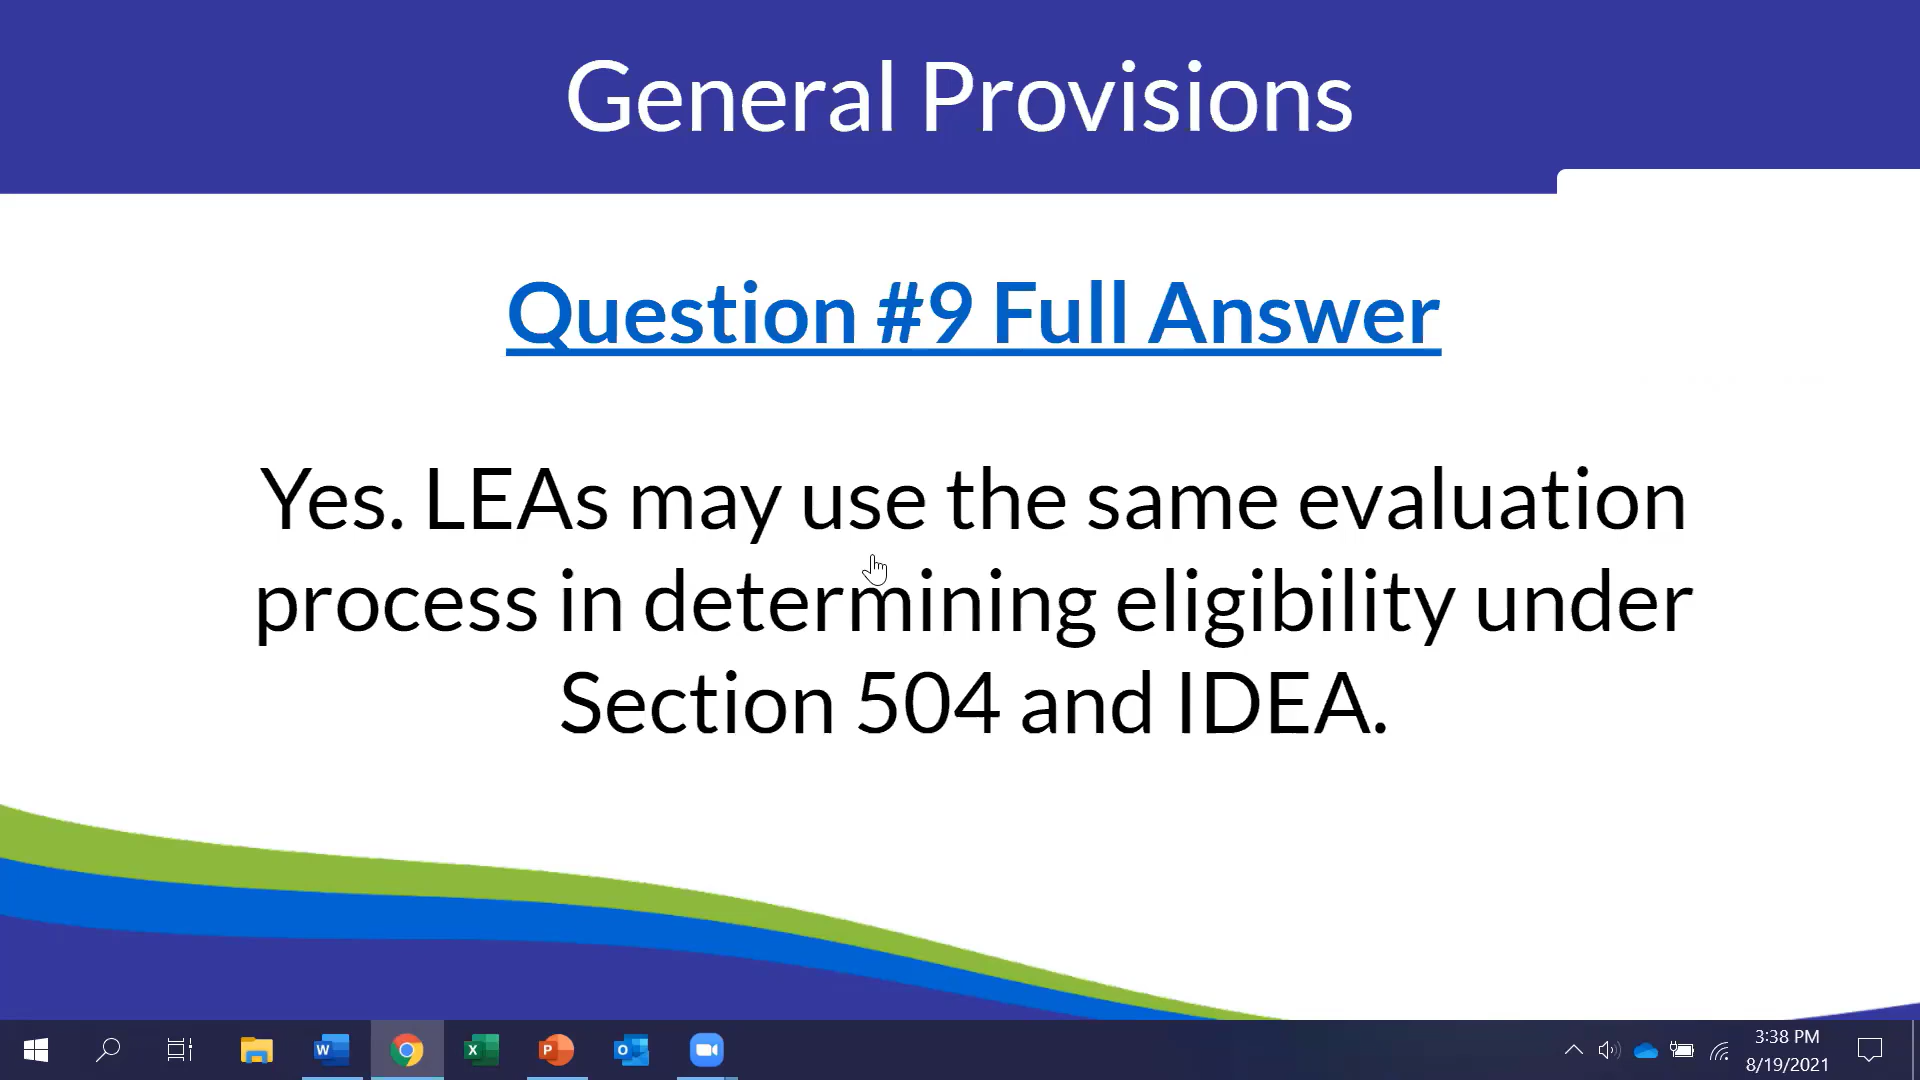 General Provisions
Question #9 Full Answer
Yes. LEAs may use the same evaluation
process in determining eligibility under
Section 504 and IDEA.
3:38 PM
8/19/2021